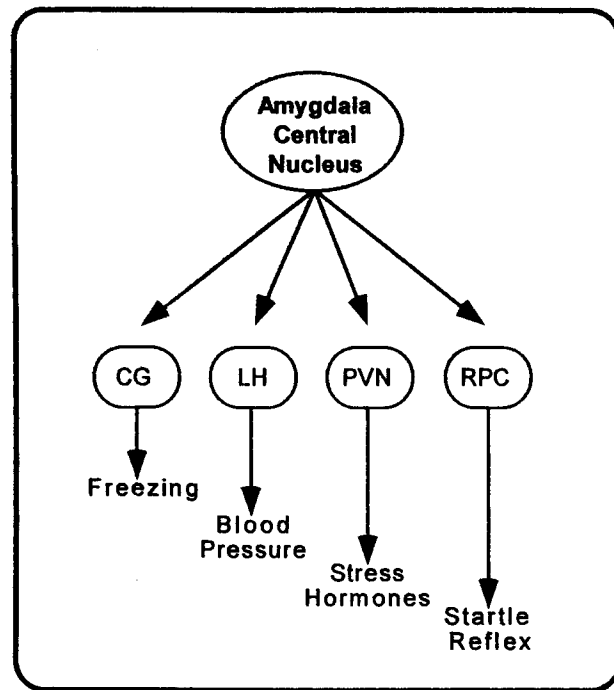 Amygdala
Central
Nucleus
CG
LH
PVN
RPC
Freezing
Blood
Pressure
Stress
Hormones
Startle
Reflex